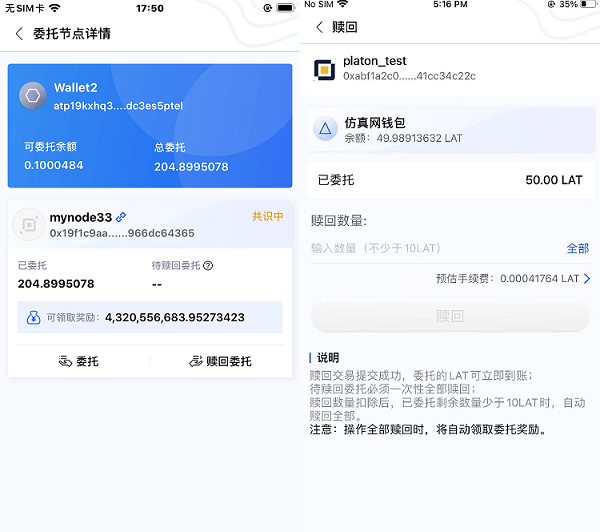 无SIM卡
17:50
委托节点详情
Wallet2
atp19kxhq3....dc3es5ptel
可委托余额
总委托
0.1000484
204.8995078
mynode33
共识中
0x19f1c9aa......966dc64365
已委托
待赎回委托
204.8995078
--
可领取奖励：
4,320,556,683.95273423
委托
赎回委托
No SIM
5:16 PM
35%
赎回
platon_test
0xabf1a2c0......41cc34c22c
仿真网钱包
余额：49.98913632 LAT
已委托
50.00 LAT
赎回数量：
输入数量（不少于10LAT）
全部
预估手续费：0.00041764 LAT
赎回
说明
赎回交易提交成功，委托的LAT可立即到账；
待赎回委托必须一次性全部赎回；
赎回数量扣除后，已委托剩余数量少于10LAT时，自动
赎回全部。
注意：操作全部赎回时，将自动领取委托奖励。